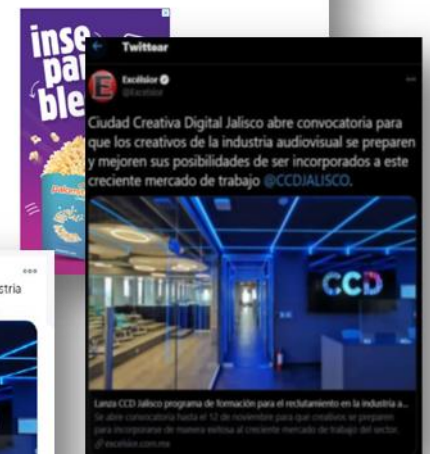 inse
par
ble
Twittear
Excélsior
@Excelsior
Ciudad Creativa Digital Jalisco abre convocatoria para
que los creativos de la industria audiovisual se preparen
y mejoren sus posibilidades de ser incorporados a este
creciente mercado de trabajo @CCDJALISCO.
CCD
stria
Lanza CCD Jalisco programa de formación para el reclutamiento en la industria a...
Se abre convocatoria hasta el 12 de noviembre para que creativos se preparen
para incorporarse de manera exitosa al creciente mercado de trabajo del sector.
excelsior.com.mx